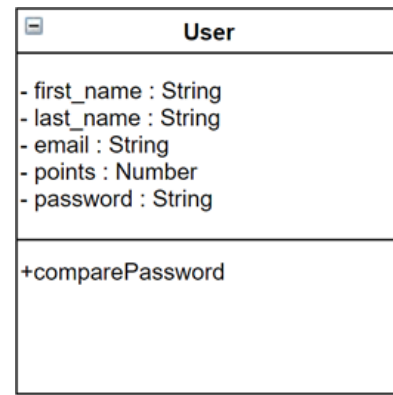 User
- first_name : String
- last_name : String
- email : String
- points : Number
- password : String
+comparePassword